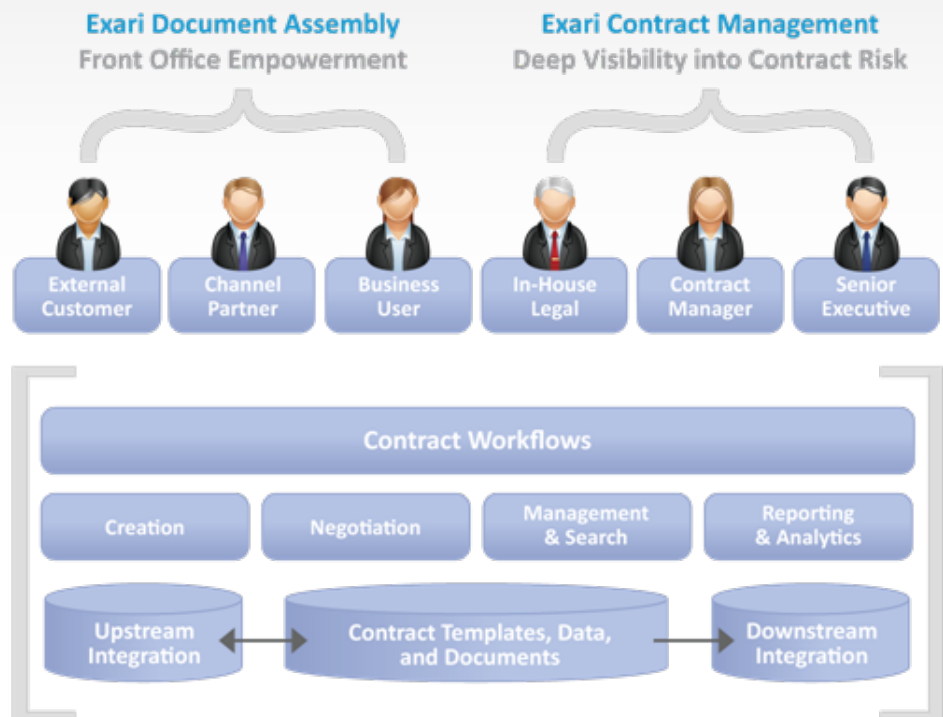 Exari Document Assembly
Front Office Empowerment
Exari Contract Management
Deep Visibility into Contract Risk
External
Customer
Channel
Partner
Business
User
In-House
Legal
Contract
Manager
Senior
Executive
Contract Workflows
Creation
Negotiation
Management
& Search
Reporting
& Analytics
Upstream
Integration
Contract Templates, Data,
and Documents
Downstream
Integration